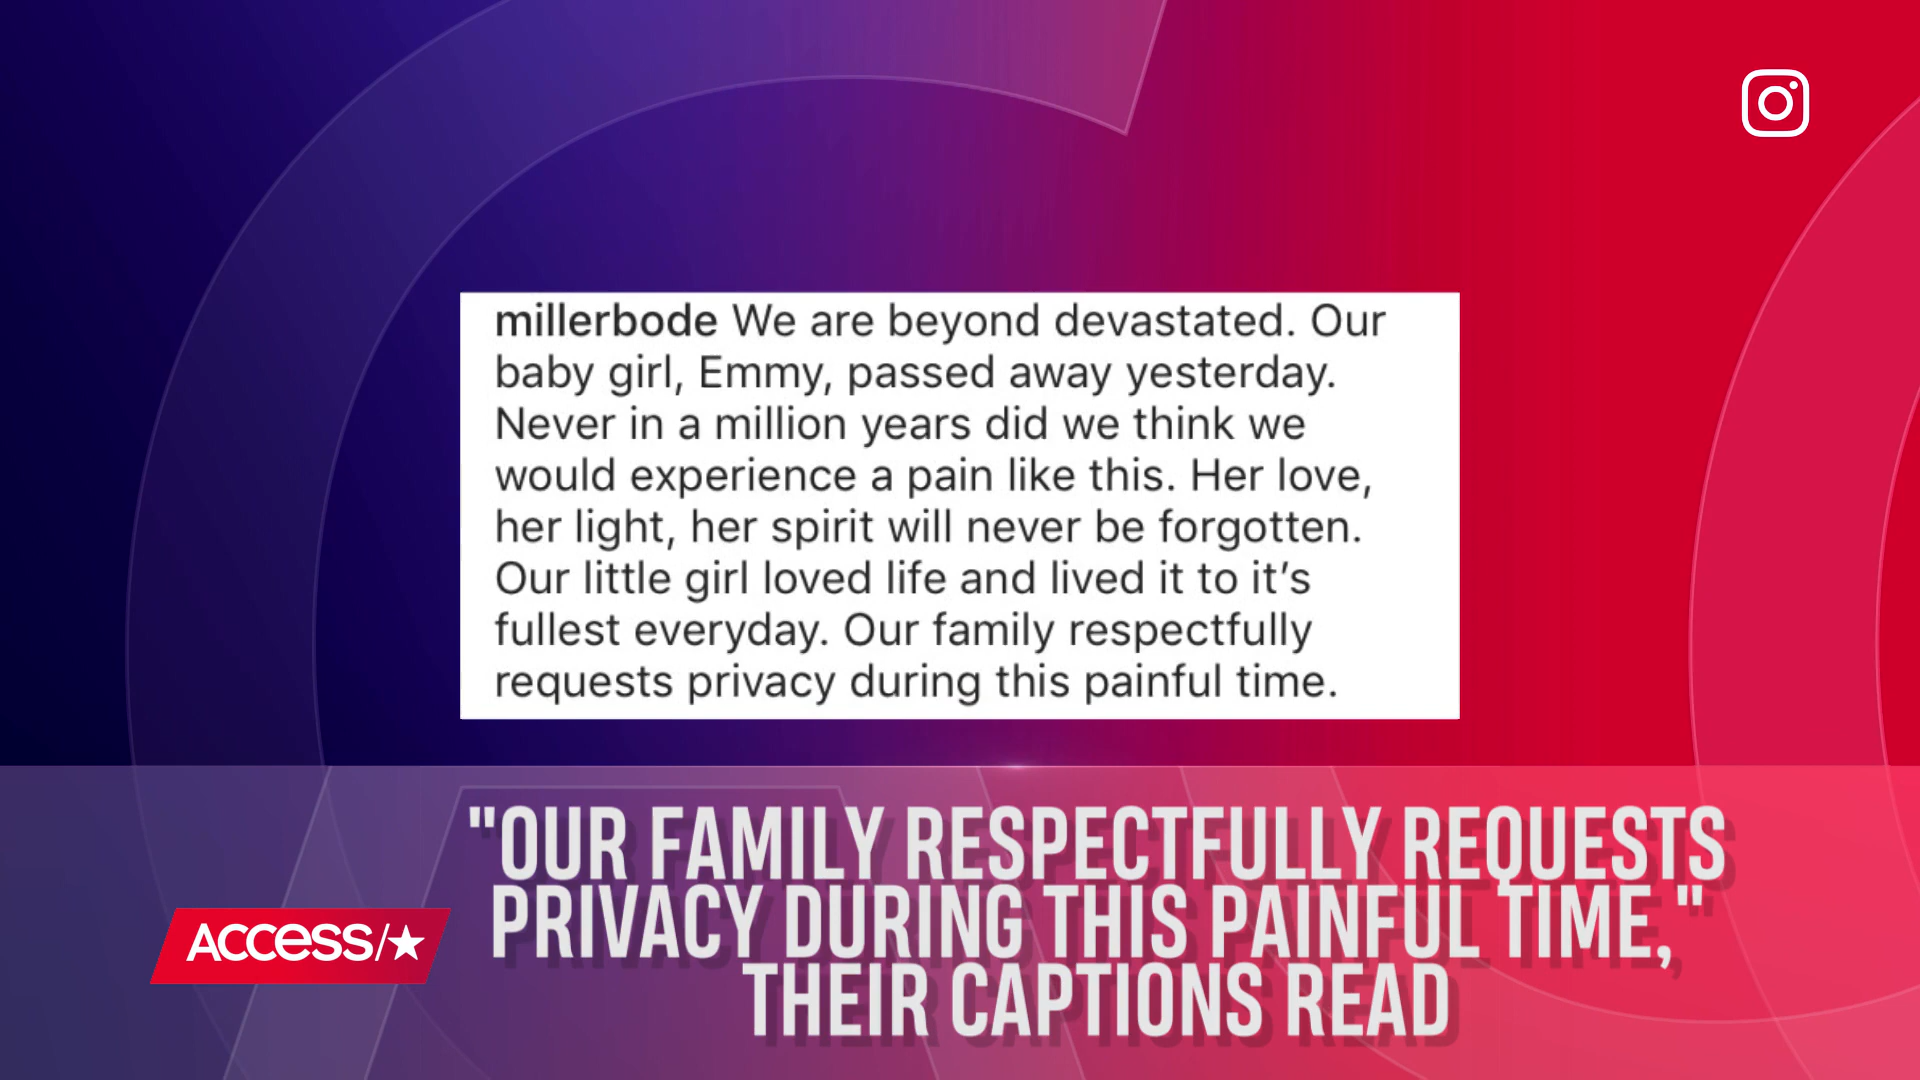 millerbode We are beyond devastated. Our
baby girl, Emmy, passed away yesterday.
Never in a million years did we think we
would experience a pain like this. Her love,
her light, her spirit will never be forgotten.
Our little girl loved life and lived it to it’s
fullest everyday. Our family respectfully
requests privacy during this painful time.
"OUR FAMILY RESPECTFULLY REQUESTS
PRIVACY DURING THIS PAINFUL TIME,"
THEIR CAPTIONS READ
ACCESS/